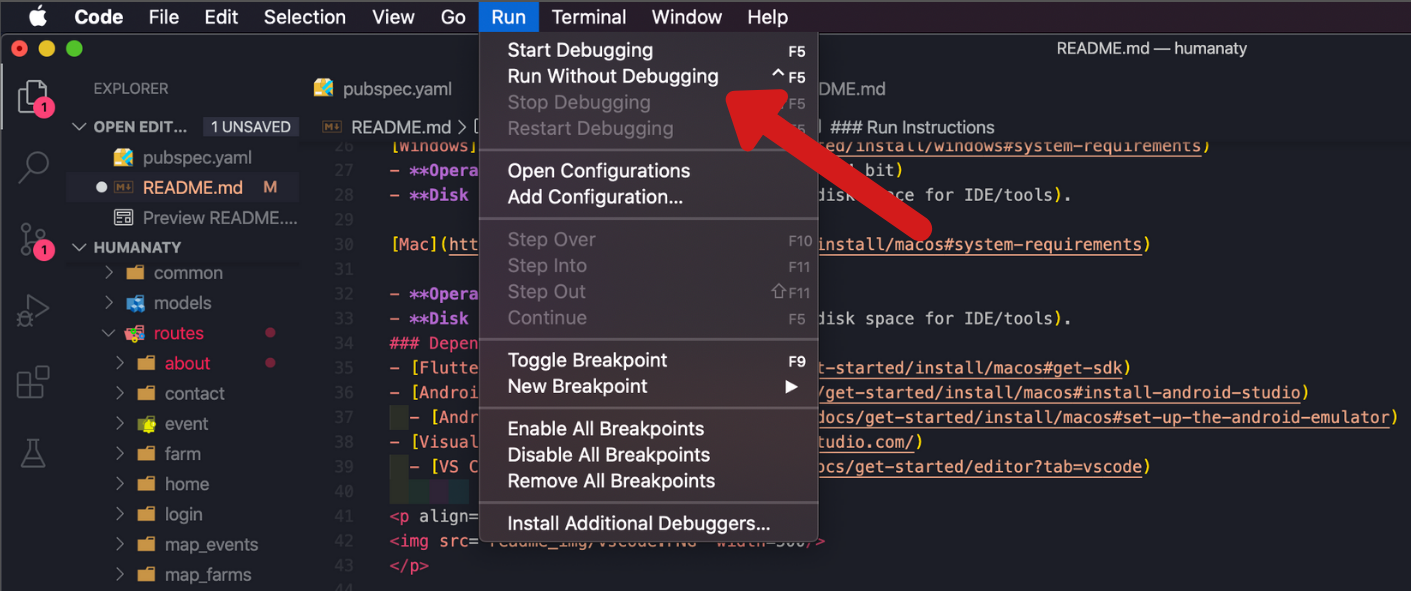 Code File Edit Selection View Go Run Terminal Window Help
README.md — humanaty
EXPLORER
OPEN EDIT... 1 UNSAVED
pubspec.yaml
README.md M
Preview README....
HUMANATY
common
models
routes
about
contact
event
farm
home
login
map_events
map_farms
1
1
Start Debugging F5
Run Without Debugging ^ F5
Stop Debugging F5
Restart Debugging
Open Configurations
Add Configuration...
Step Over F10
Step Into F11
Step Out ⇧F11
Continue F5
Toggle Breakpoint F9
New Breakpoint ▶
Enable All Breakpoints
Disable All Breakpoints
Remove All Breakpoints
Install Additional Debuggers...
pubspec.yaml DME.md
README.md > ### Run Instructions
26 [Windows] ed/install/windows#system-requirements)
27 - **Opera bit)
28 - **Disk disk space for IDE/tools).
29
30 [Mac](htt install/macos#system-requirements)
31
32 - **Opera
33 - **Disk disk space for IDE/tools).
34 ### Depen
35 - [Flutte t-started/install/macos#get-sdk)
36 - [Androi /get-started/install/macos#install-android-studio)
37 - [Andr docs/get-started/install/macos#set-up-the-android-emulator)
38 - [Visual tudio.com/)
39 - [VS C ocs/get-started/editor?tab=vscode)
40
41 <p align=
42 <img src= />
43 </p>
44